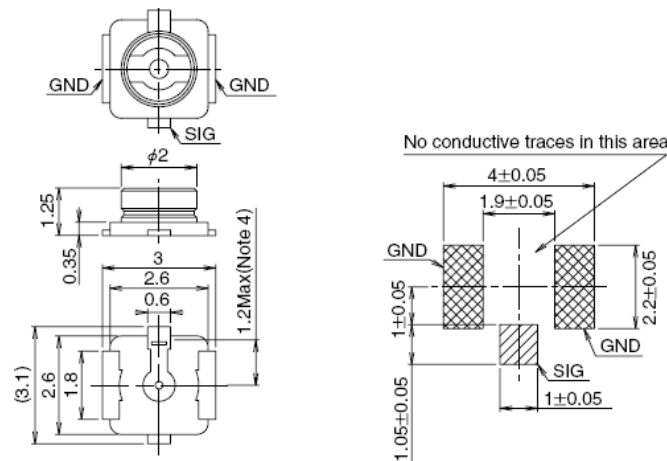 GND
GND
SIG
ϕ2
1.25
0.35
3
2.6
0.6
1.2Max(Note 4)
(3.1)
2.6
1.8
No conductive traces in this area
4±0.05
1.9±0.05
GND
2.2±0.05
1±0.05
GND
SIG
1.05±0.05
1±0.05